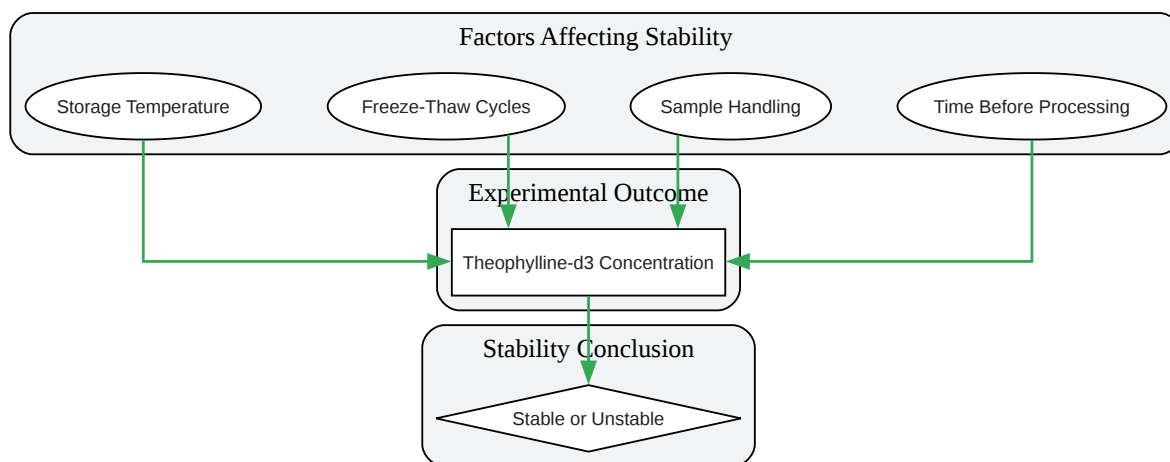 Factors Affecting Stability
Storage Temperature
Freeze-Thaw Cycles
Sample Handling
Time Before Processing
Experimental Outcome
Theophylline-d3 Concentration
Stability Conclusion
Stable or Unstable